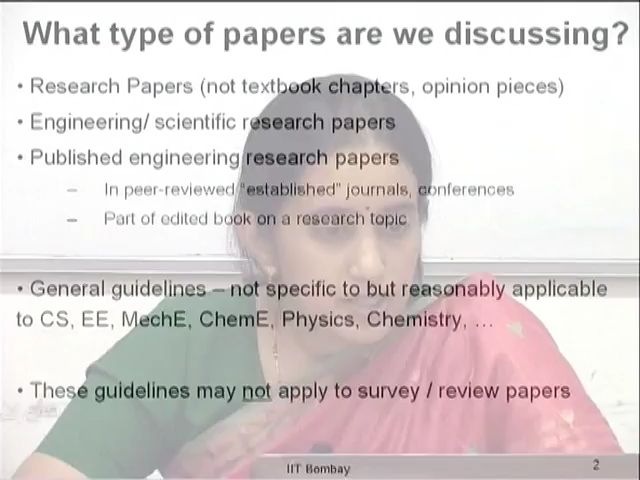 What type of papers are we discussing?
• Research Papers (not textbook chapters, opinion pieces)
• Engineering/ scientific research papers
• Published engineering research papers
– In peer-reviewed "established" journals, conferences
– Part of edited book on a research topic
• General guidelines – not specific to but reasonably applicable
to CS, EE, MechE, ChemE, Physics, Chemistry, ...
• These guidelines may not apply to survey / review papers
IIT Bombay
2